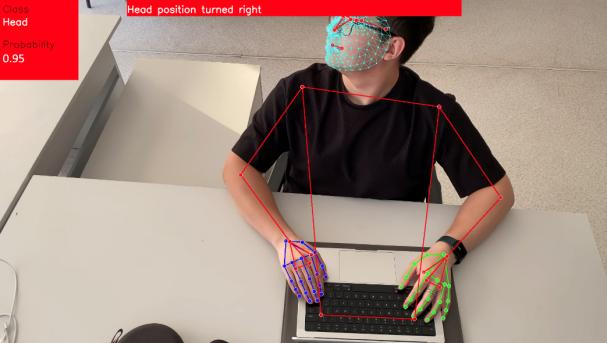 Class
Head
Probability
0.95
Head position turned right